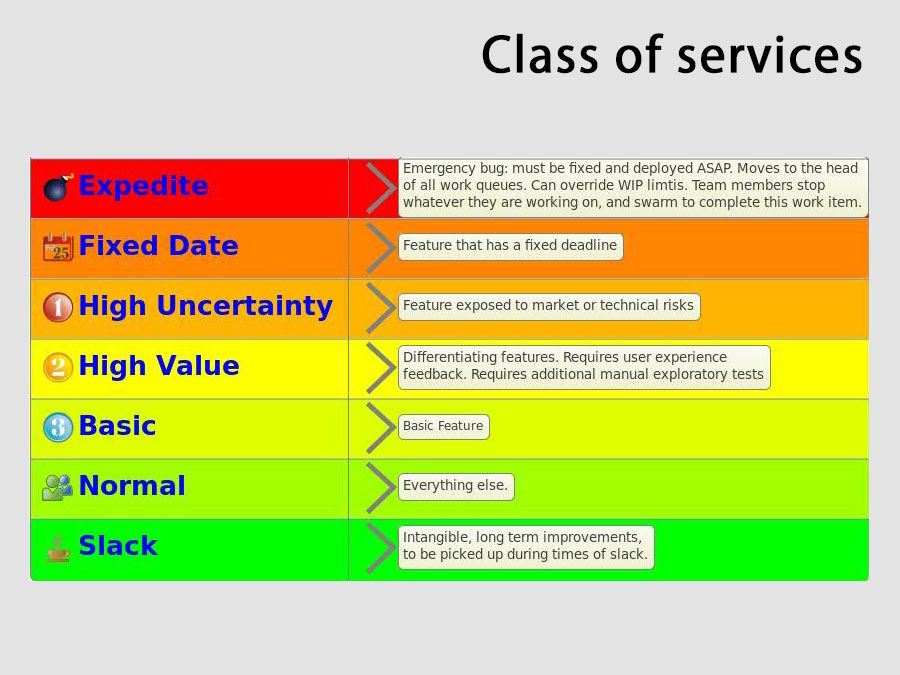 Class of services
Expedite
Emergency bug: must be fixed and deployed ASAP. Moves to the head
of all work queues. Can override WIP limtis. Team members stop
whatever they are working on, and swarm to complete this work item.
25
Fixed Date
Feature that has a fixed deadline
1
High Uncertainty
Feature exposed to market or technical risks
2
High Value
Differentiating features. Requires user experience
feedback. Requires additional manual exploratory tests
3
Basic
Basic Feature
Normal
Everything else.
Slack
Intangible, long term improvements,
to be picked up during times of slack.